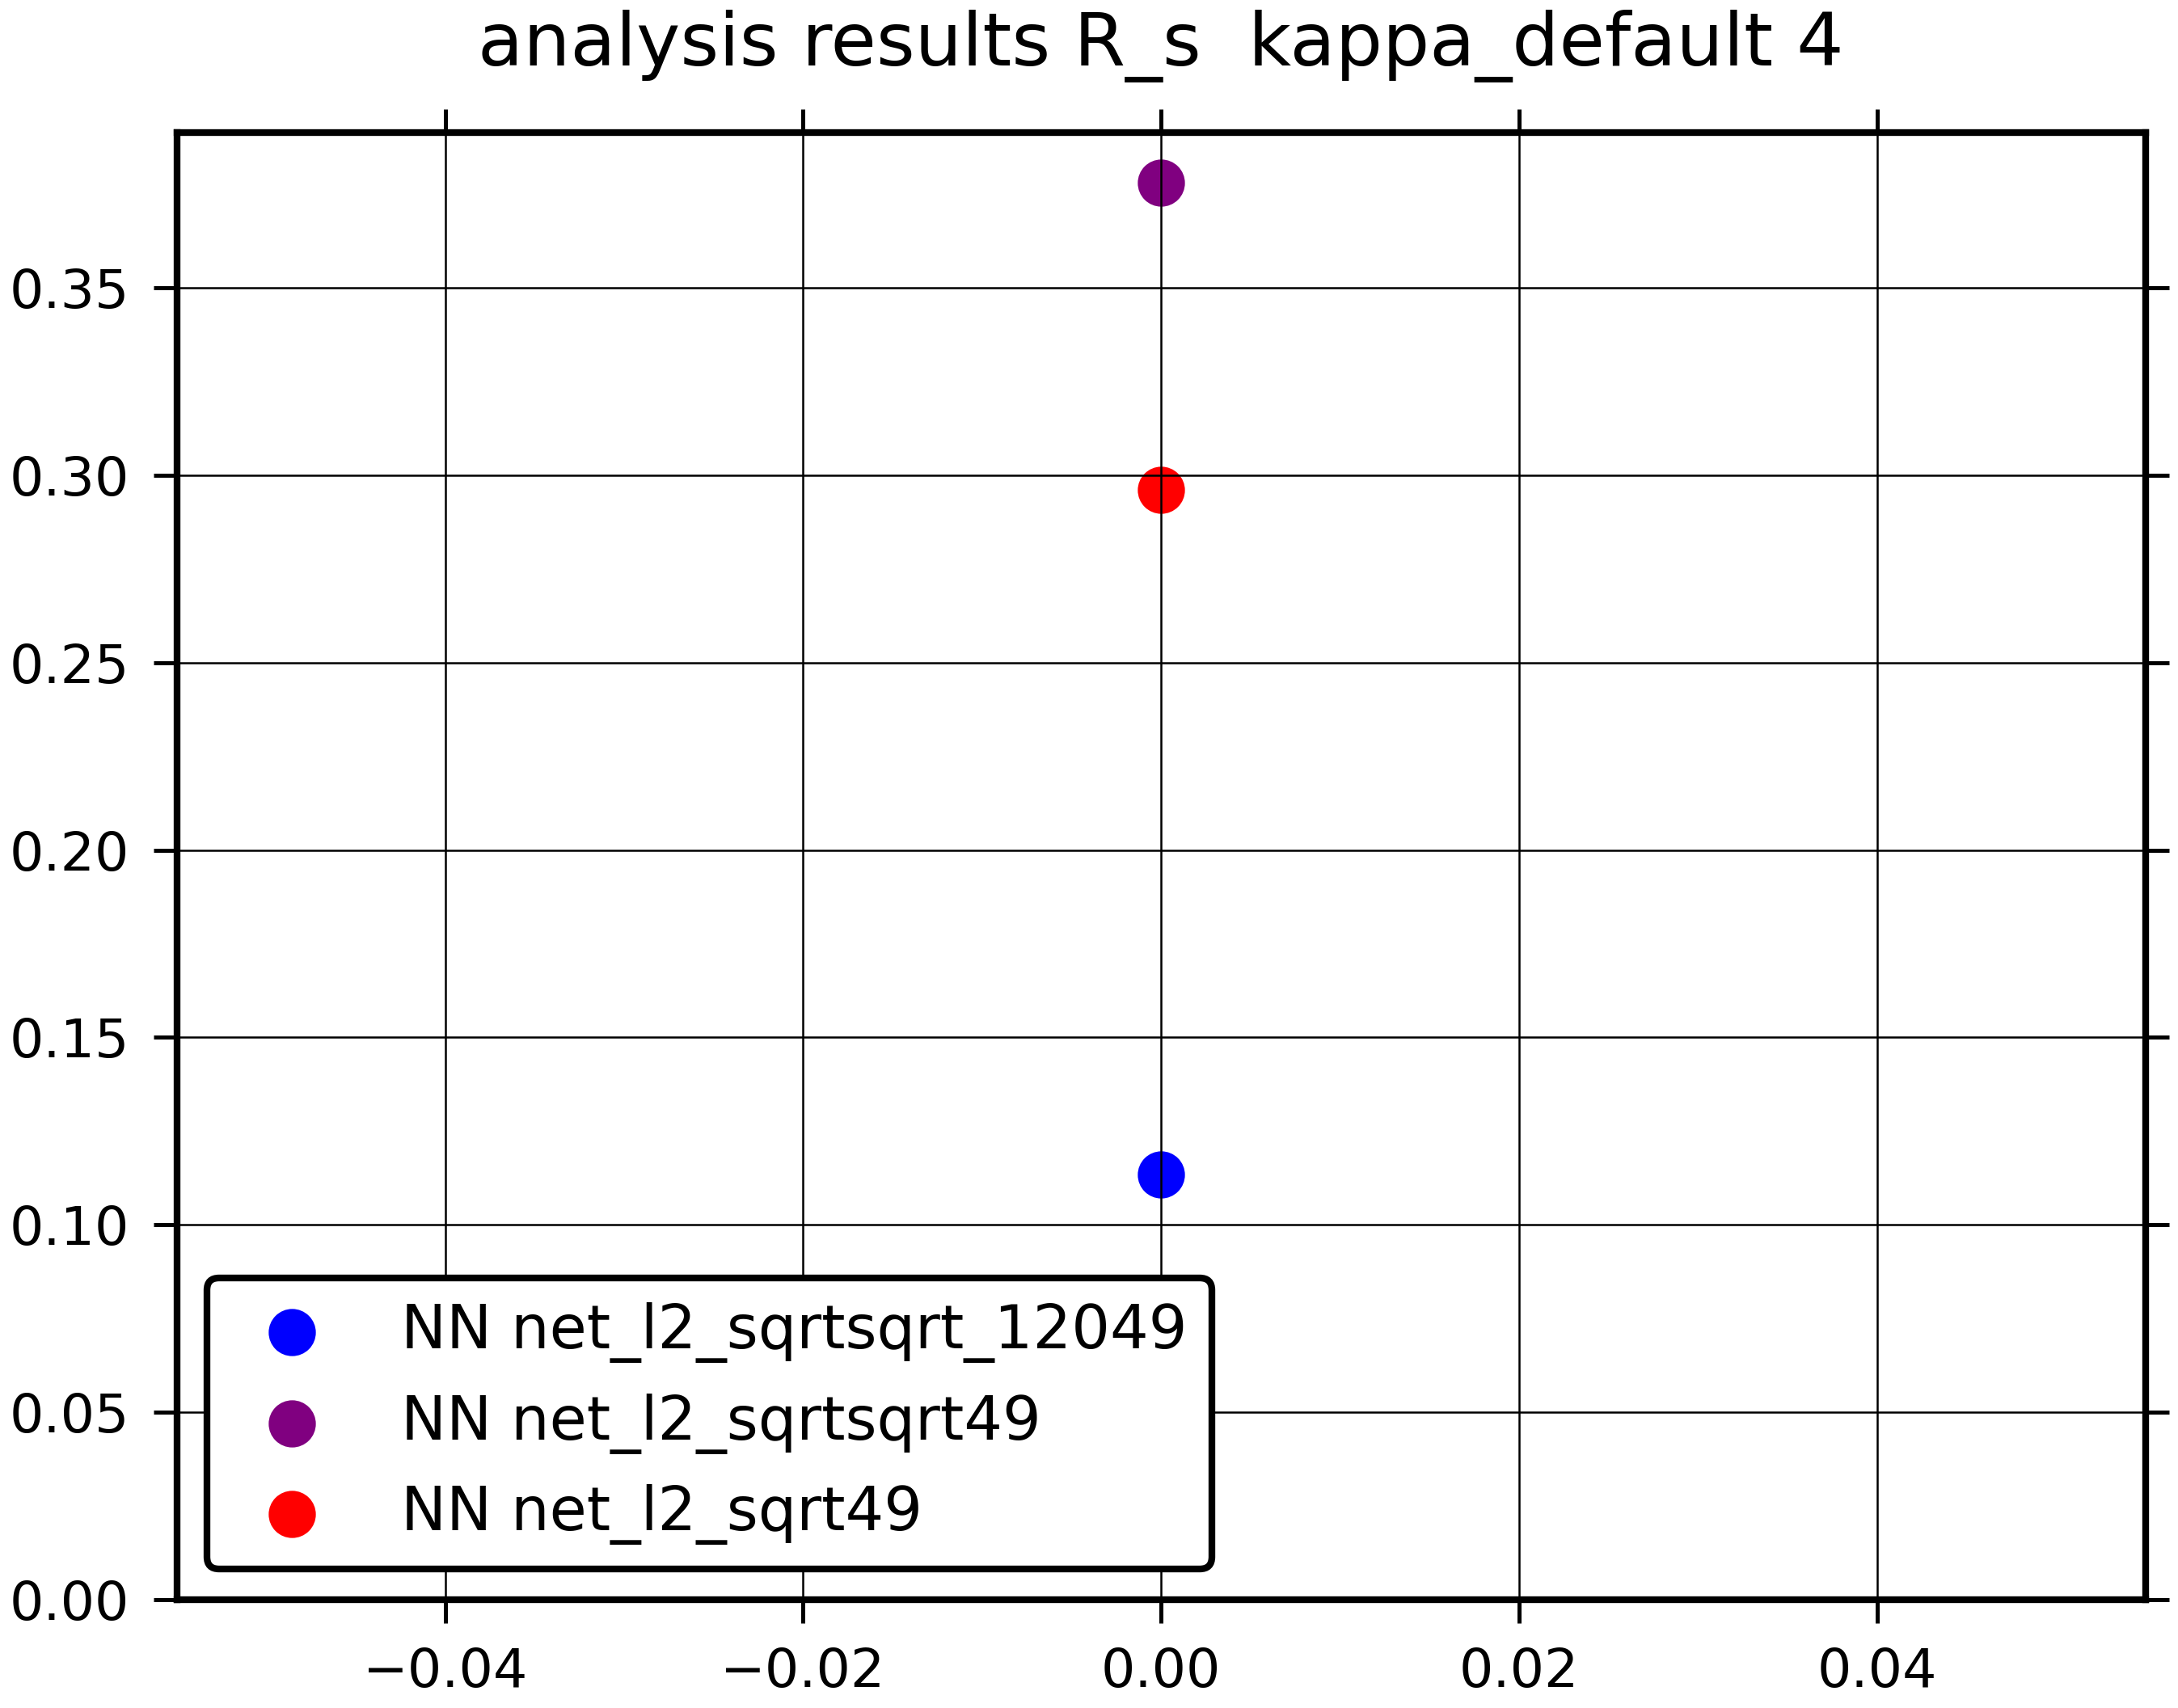 analysis results R_s  kappa_default 4
0.35
0.30
0.25
0.20
0.15
0.10
0.05
0.00
NN net_l2_sqrtsqrt_12049
NN net_l2_sqrtsqrt49
NN net_l2_sqrt49
−0.04 −0.02 0.00 0.02 0.04